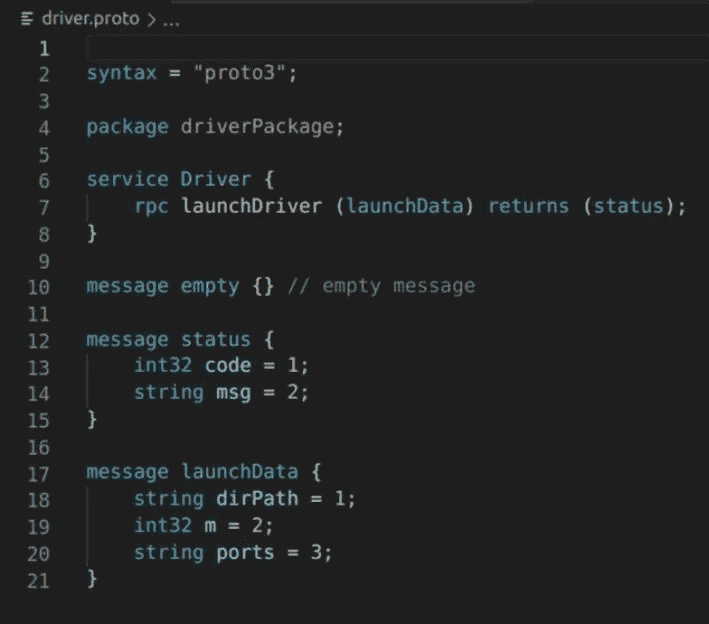 driver.proto > ...
1
2 syntax = "proto3";
3
4 package driverPackage;
5
6 service Driver {
7     rpc launchDriver (launchData) returns (status);
8 }
9
10 message empty {} // empty message
11
12 message status {
13     int32 code = 1;
14     string msg = 2;
15 }
16
17 message launchData {
18     string dirPath = 1;
19     int32 m = 2;
20     string ports = 3;
21 }